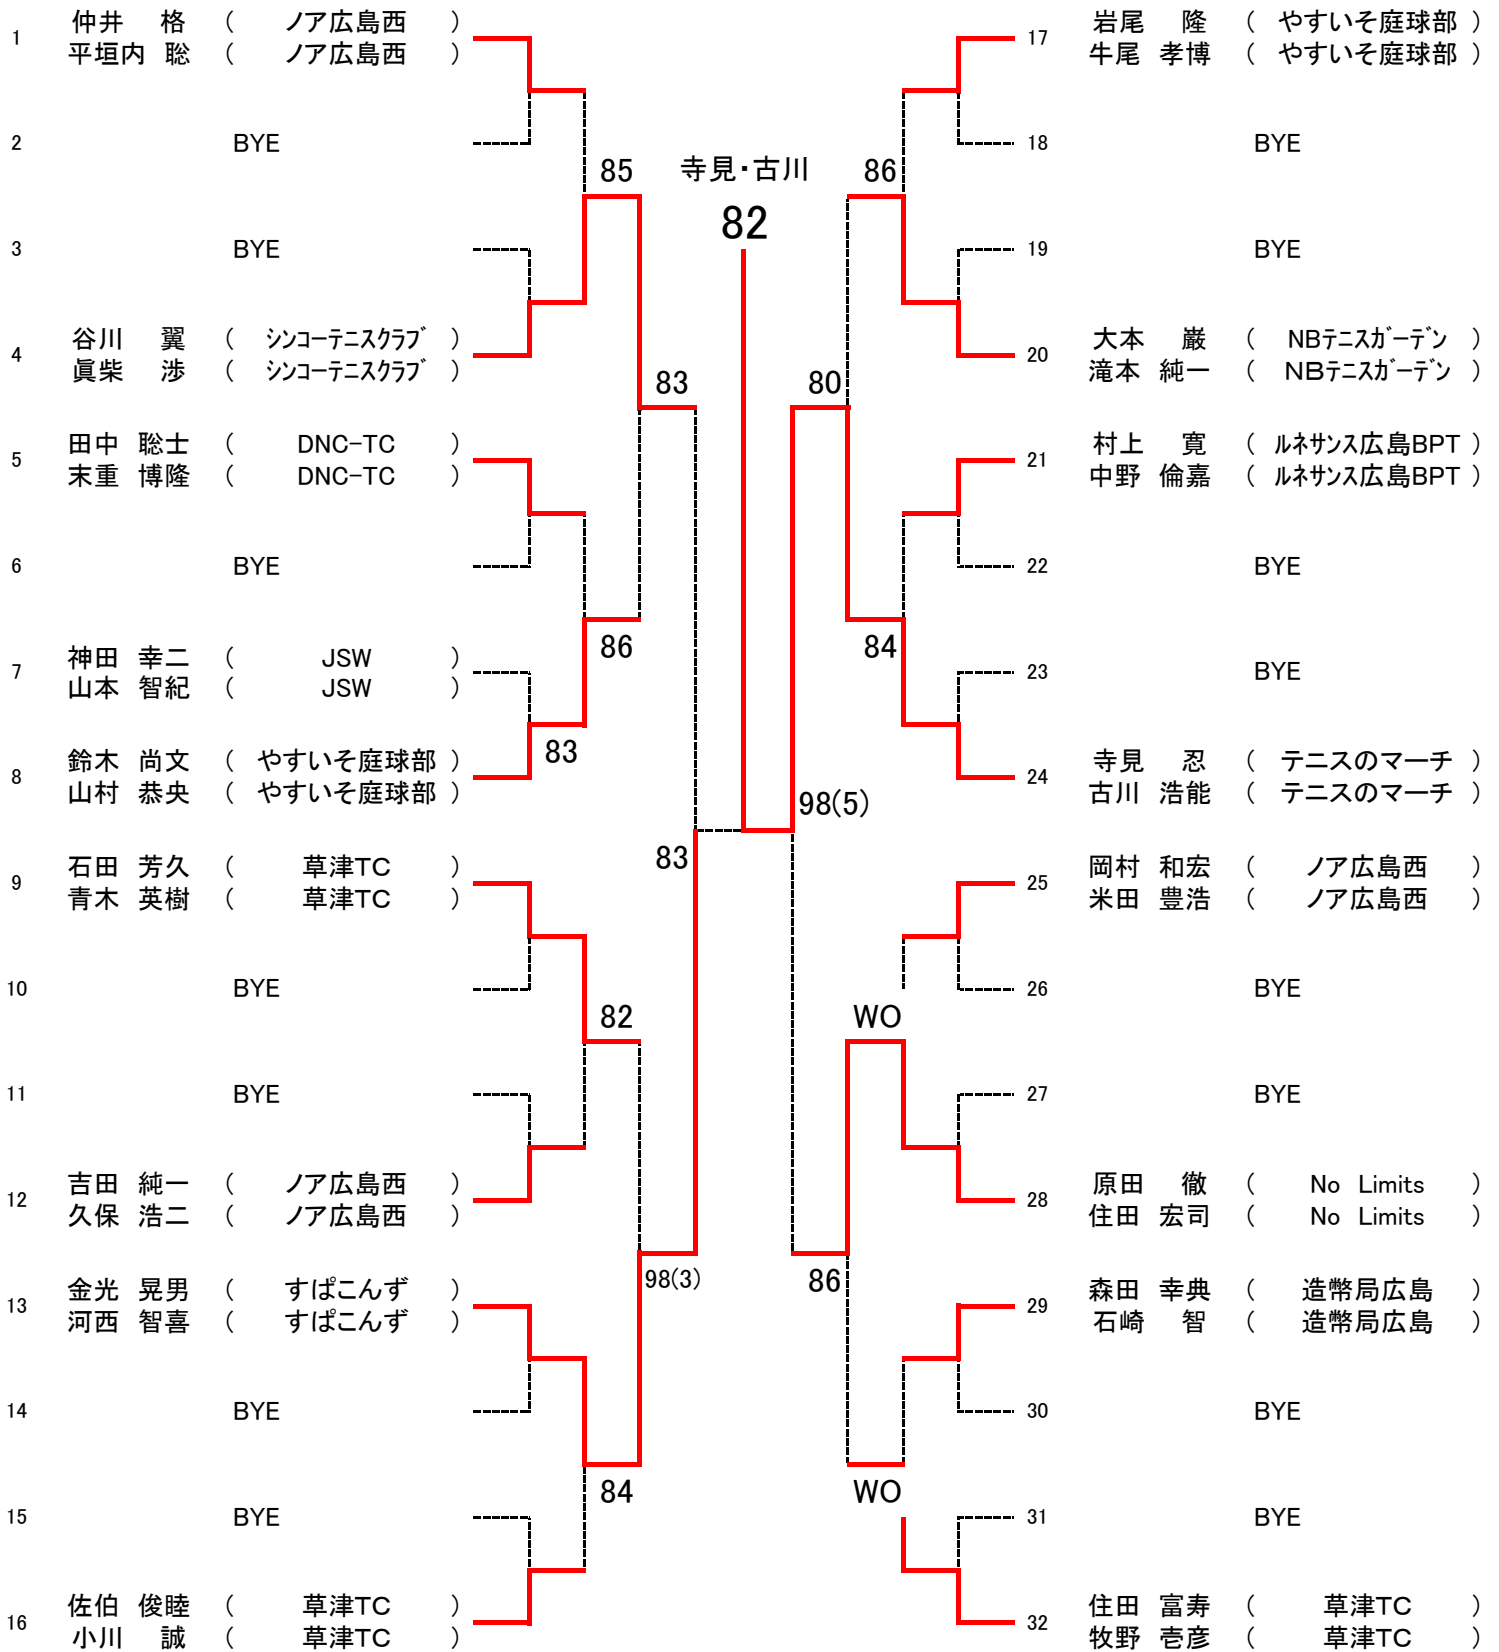 1 仲井 格 ( ノア広島西 )
平垣内 聡 ( ノア広島西 )
2 BYE
3 BYE
4 谷川 翼 ( シンコーテニスクラブ )
眞柴 渉 ( シンコーテニスクラブ )
5 田中 聡士 ( DNC-TC )
末重 博隆 ( DNC-TC )
6 BYE
7 神田 幸二 ( JSW )
山本 智紀 ( JSW )
8 鈴木 尚文 ( やすいそ庭球部 )
山村 恭央 ( やすいそ庭球部 )
9 石田 芳久 ( 草津TC )
青木 英樹 ( 草津TC )
10 BYE
11 BYE
12 吉田 純一 ( ノア広島西 )
久保 浩二 ( ノア広島西 )
13 金光 晃男 ( すぱこんず )
河西 智喜 ( すぱこんず )
14 BYE
15 BYE
16 佐伯 俊睦 ( 草津TC )
小川 誠 ( 草津TC )
85
83
86
83
83
82
98(3)
84
寺見・古川
82
86
80
84
98(5)
WO
86
WO
17 岩尾 隆 ( やすいそ庭球部 )
牛尾 孝博 ( やすいそ庭球部 )
18 BYE
19 BYE
20 大本 巌 ( NBテニスガーデン )
滝本 純一 ( NBテニスガーデン )
21 村上 寛 ( ルネサンス広島BPT )
中野 倫嘉 ( ルネサンス広島BPT )
22 BYE
23 BYE
24 寺見 忍 ( テニスのマーチ )
古川 浩能 ( テニスのマーチ )
25 岡村 和宏 ( ノア広島西 )
米田 豊浩 ( ノア広島西 )
26 BYE
27 BYE
28 原田 徹 ( No Limits )
住田 宏司 ( No Limits )
29 森田 幸典 ( 造幣局広島 )
石崎 智 ( 造幣局広島 )
30 BYE
31 BYE
32 住田 富寿 ( 草津TC )
牧野 壱彦 ( 草津TC )